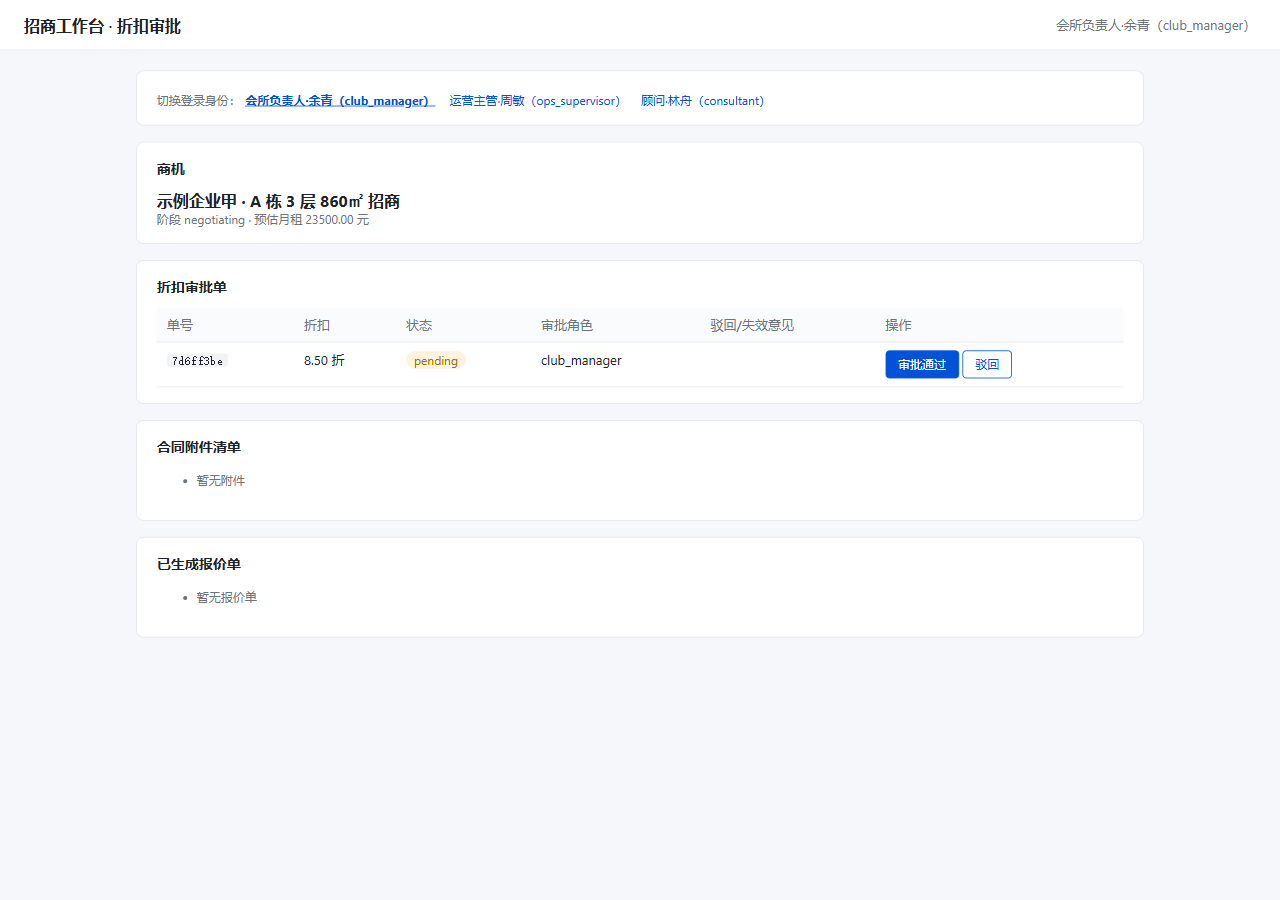 招商工作台 · 折扣审批
会所负责人·余青（club_manager）
切换登录身份： 会所负责人·余青（club_manager） 运营主管·周敏（ops_supervisor） 顾问·林舟（consultant）
商机
示例企业甲 · A 栋 3 层 860㎡ 招商
阶段 negotiating · 预估月租 23500.00 元
折扣审批单
单号 折扣 状态 审批角色 驳回/失效意见 操作
7d6ff3be 8.50 折 pending club_manager 审批通过 驳回
合同附件清单
• 暂无附件
已生成报价单
• 暂无报价单